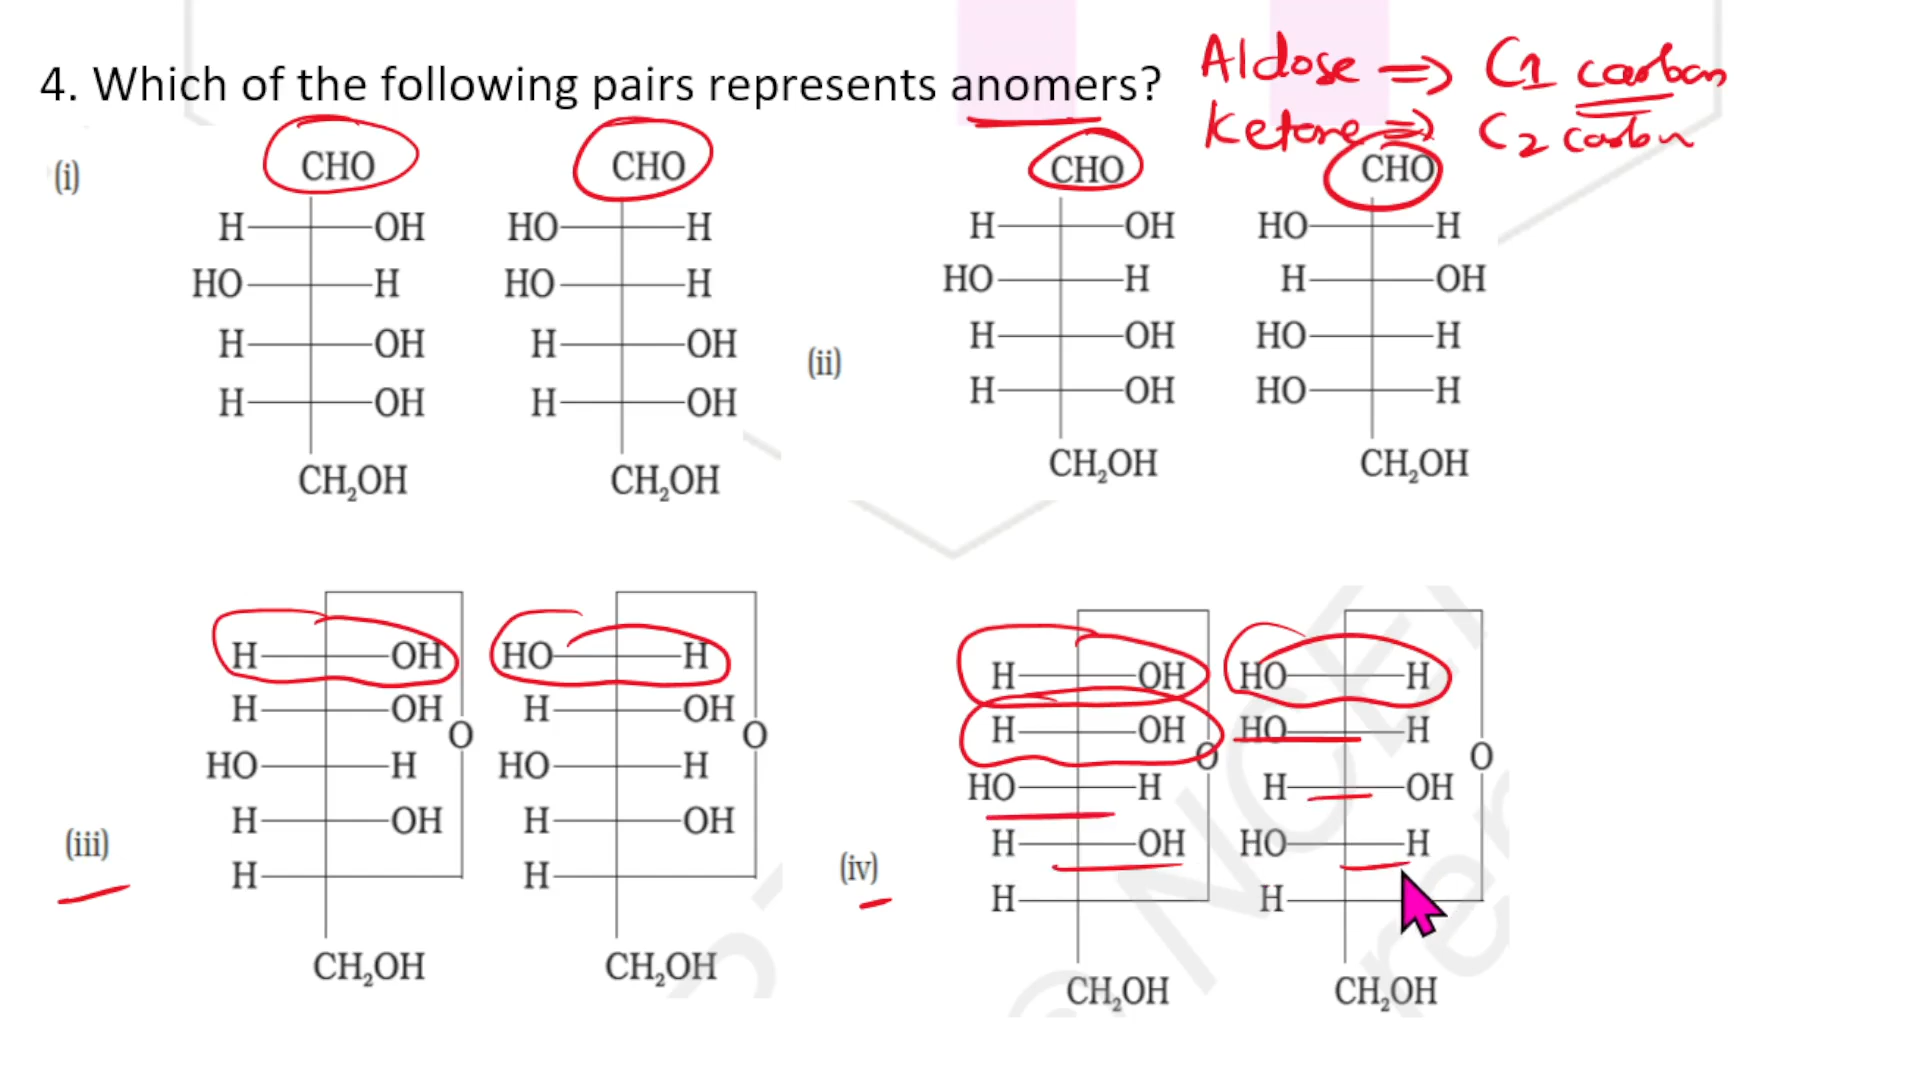 4. Which of the following pairs represents anomers?
Aldose => C1 carbon
Ketone => C2 carbon
(i)
CHO CHO
H OH HO H
HO H HO H
H OH H OH
H OH H OH
CH2OH CH2OH
(ii)
CHO CHO
H OH HO H
HO H H OH
H OH HO H
H OH HO H
CH2OH CH2OH
(iii)
H OH HO H
H OH H OH
O O
HO H HO H
H OH H OH
H H
CH2OH CH2OH
(iv)
H OH HO H
H OH HO H
O O
HO H H OH
H OH HO H
H H
CH2OH CH2OH